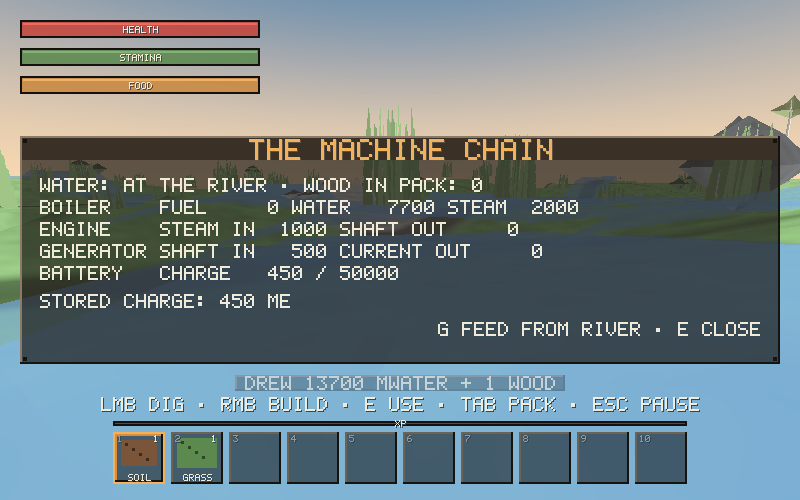 HEALTH
STAMINA
FOOD
THE MACHINE CHAIN
WATER: AT THE RIVER · WOOD IN PACK: 0
BOILER FUEL 0 WATER 7700 STEAM 2000
ENGINE STEAM IN 1000 SHAFT OUT 0
GENERATOR SHAFT IN 500 CURRENT OUT 0
BATTERY CHARGE 450 / 50000
STORED CHARGE: 450 ME
G FEED FROM RIVER · E CLOSE
DREW 13700 MWATER + 1 WOOD
LMB DIG · RMB BUILD · E USE · TAB PACK · ESC PAUSE
XP
1 1 2 1 3 4 5 6 7 8 9 10
SOIL GRASS